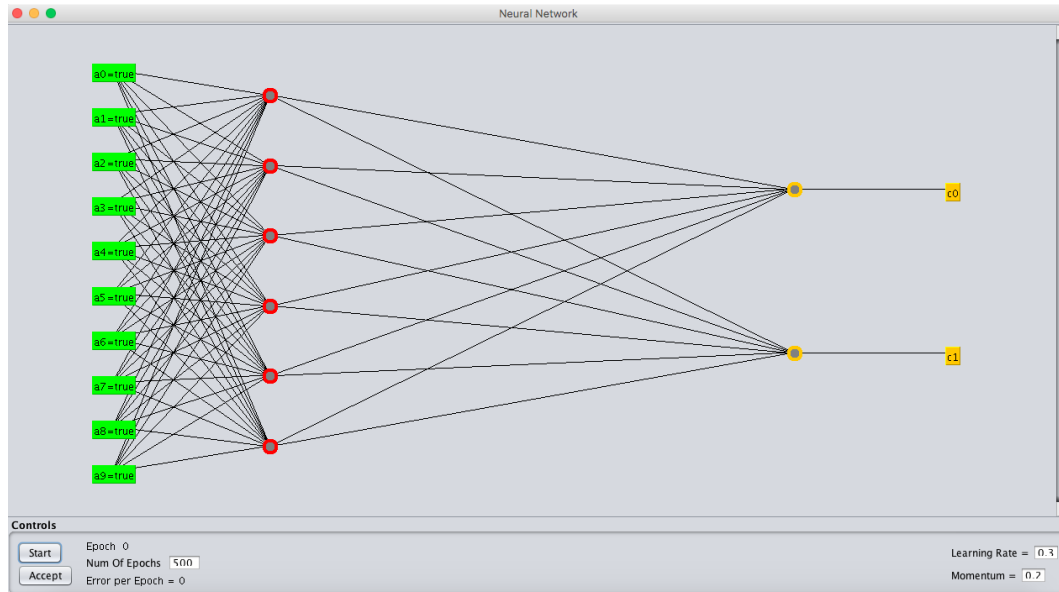 Neural Network
a0=true
a1=true
a2=true
a3=true
a4=true
a5=true
a6=true
a7=true
a8=true
a9=true
c0
c1
Controls
Start
Accept
Epoch 0
Num Of Epochs 500
Error per Epoch = 0
Learning Rate = 0.3
Momentum = 0.2